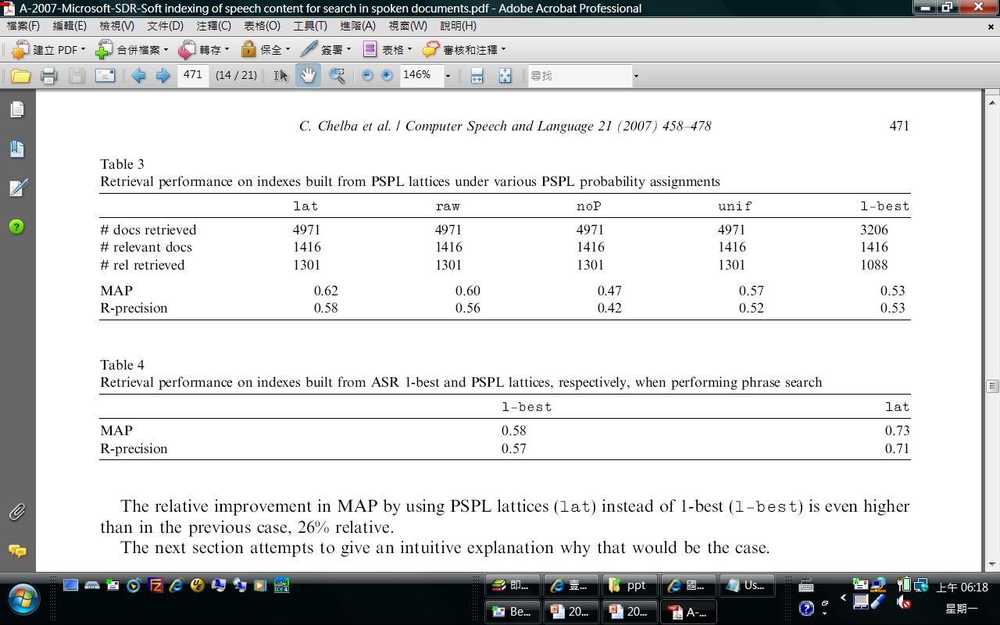 A-2007-Microsoft-SDR-Soft indexing of speech content for search in spoken documents.pdf - Adobe Acrobat Professional
檔案(F) 編輯(E) 檢視(V) 文件(D) 注釋(C) 表格(O) 工具(T) 進階(A) 視窗(W) 說明(H)
建立 PDF 合併檔案 轉存 保全 簽署 表格 審核和注釋
471 (14 / 21) 146% 尋找
C. Chelba et al. / Computer Speech and Language 21 (2007) 458–478 471
Table 3
Retrieval performance on indexes built from PSPL lattices under various PSPL probability assignments
lat raw noP unif 1-best
# docs retrieved 4971 4971 4971 4971 3206
# relevant docs 1416 1416 1416 1416 1416
# rel retrieved 1301 1301 1301 1301 1088
MAP 0.62 0.60 0.47 0.57 0.53
R-precision 0.58 0.56 0.42 0.52 0.53
Table 4
Retrieval performance on indexes built from ASR 1-best and PSPL lattices, respectively, when performing phrase search
1-best lat
MAP 0.58 0.73
R-precision 0.57 0.71
The relative improvement in MAP by using PSPL lattices (lat) instead of 1-best (1-best) is even higher
than in the previous case, 26% relative.
The next section attempts to give an intuitive explanation why that would be the case.
即... 壹... ppt 國... Us...
上午 06:18
Be... 20... 20... A-...
星期一